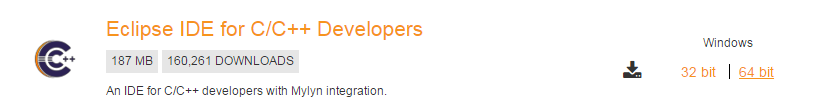 Eclipse IDE for C/C++ Developers
187 MB 160,261 DOWNLOADS
An IDE for C/C++ developers with Mylyn integration.
C++
Windows
32 bit | 64 bit